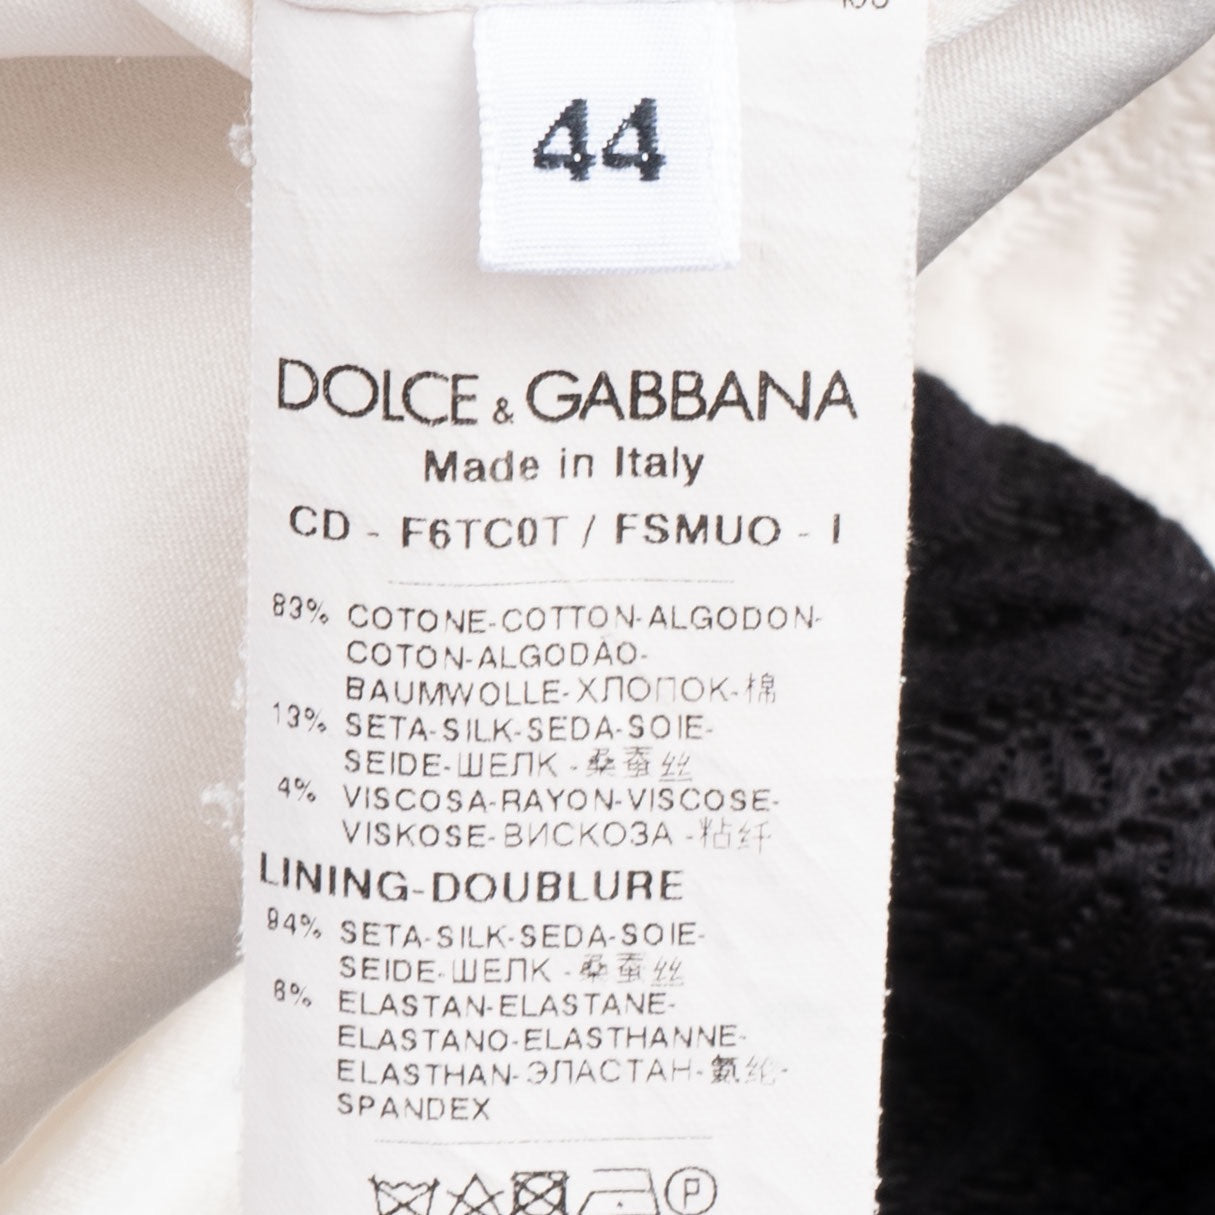 44
DOLCE & GABBANA
Made in Italy
CD - F6TC0T / FSMUO - I
83% COTONE-COTTON-ALGODON-
COTON-ALGODÃO-
BAUMWOLLE-ХЛОПОК-棉
13% SETA-SILK-SEDA-SOIE-
SEIDE-ШЕЛК -桑蚕丝
4% VISCOSA-RAYON-VISCOSE-
VISKOSE-ВИСКОЗА -粘纤
LINING-DOUBLURE
94% SETA-SILK-SEDA-SOIE-
SEIDE-ШЕЛК -桑蚕丝
6% ELASTAN-ELASTANE-
ELASTANO-ELASTHANNE-
ELASTHAN-ЭЛАСТАН-氨纶-
SPANDEX
P